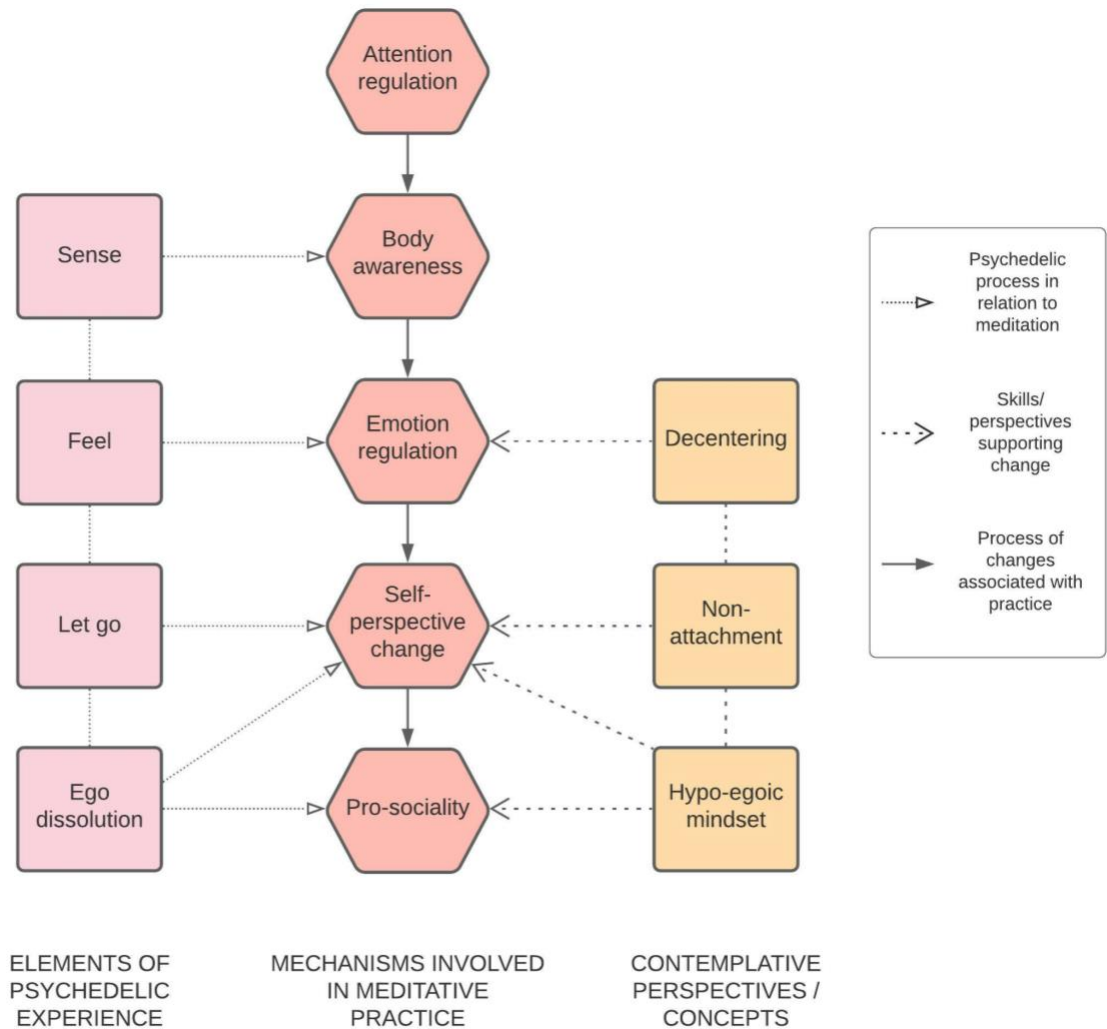 Attention
regulation
Sense
Body
awareness
Feel
Emotion
regulation
Decentering
Let go
Self-
perspective
change
Non-
attachment
Ego
dissolution
Pro-sociality
Hypo-egoic
mindset
Psychedelic
process in
relation to
meditation
Skills/
perspectives
supporting
change
Process of
changes
associated with
practice
ELEMENTS OF
PSYCHEDELIC
EXPERIENCE
MECHANISMS INVOLVED
IN MEDITATIVE
PRACTICE
CONTEMPLATIVE
PERSPECTIVES /
CONCEPTS